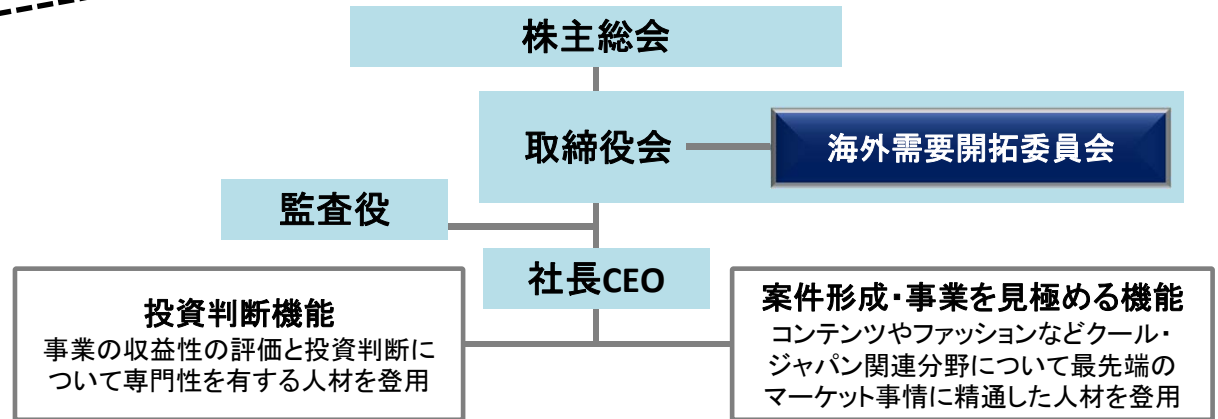 株主総会
取締役会
海外需要開拓委員会
監査役
社長CEO
投資判断機能
事業の収益性の評価と投資判断に
ついて専門性を有する人材を登用
案件形成・事業を見極める機能
コンテンツやファッションなどクール・
ジャパン関連分野について最先端の
マーケット事情に精通した人材を登用